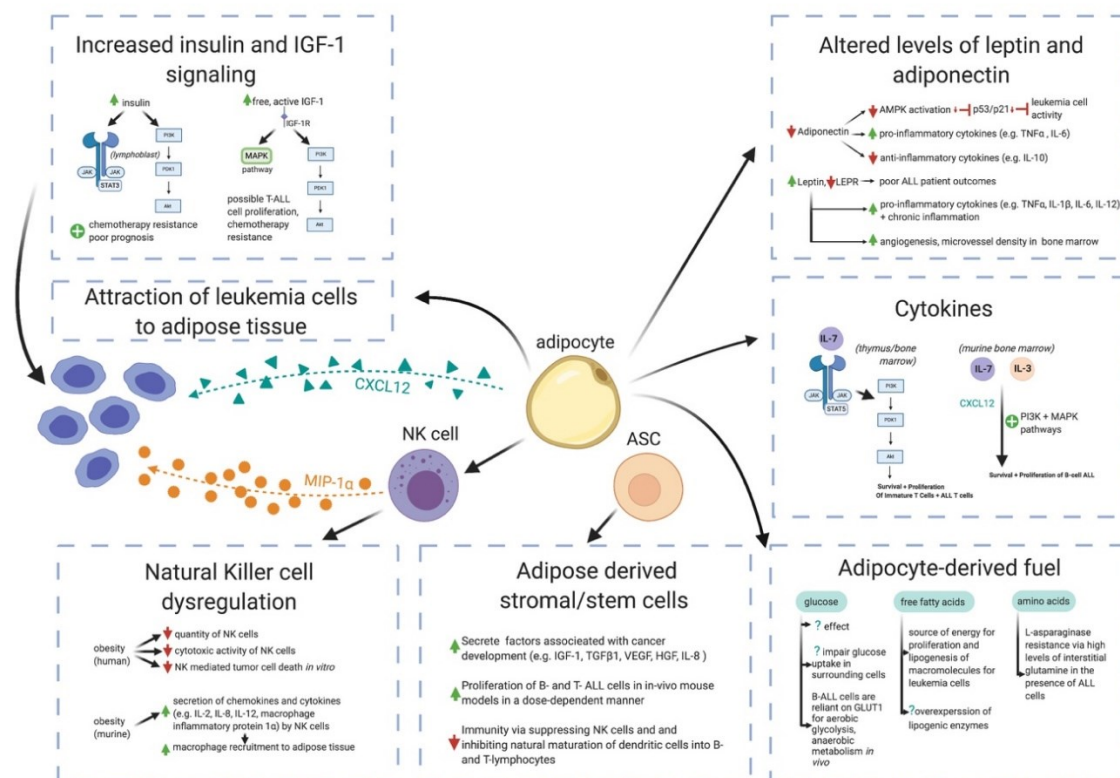 Increased insulin and IGF-1
signaling
insulin
(lymphoblast)
JAK
JAK
STAT3
PI3K
PDK1
Akt
chemotherapy resistance
poor prognosis
free, active IGF-1
IGF-1R
MAPK
pathway
PI3K
PDK1
Akt
possible T-ALL
cell proliferation,
chemotherapy
resistance
Attraction of leukemia cells
to adipose tissue
CXCL12
MIP-1α
adipocyte
NK cell
ASC
Altered levels of leptin and
adiponectin
Adiponectin
AMPK activation
p53/p21
leukemia cell
activity
pro-inflammatory cytokines (e.g. TNFα , IL-6)
anti-inflammatory cytokines (e.g. IL-10)
Leptin, LEPR
poor ALL patient outcomes
pro-inflammatory cytokines (e.g. TNFα, IL-1β, IL-6, IL-12)
+ chronic inflammation
angiogenesis, microvessel density in bone marrow
Cytokines
IL-7
(thymus/bone
marrow)
JAK
JAK
STAT5
PI3K
PDK1
Akt
Survival + Proliferation
Of Immature T Cells + ALL T cells
(murine bone marrow)
IL-7
IL-3
CXCL12
PI3K + MAPK
pathways
Survival + Proliferation of B-cell ALL
Natural Killer cell
dysregulation
obesity
(human)
quantity of NK cells
cytotoxic activity of NK cells
NK mediated tumor cell death in vitro
obesity
(murine)
secretion of chemokines and cytokines
(e.g. IL-2, IL-8, IL-12, macrophage
inflammatory protein 1α) by NK cells
macrophage recruitment to adipose tissue
Adipose derived
stromal/stem cells
Secrete factors associeated with cancer
development (e.g. IGF-1, TGFβ1, VEGF, HGF, IL-8 )
Proliferation of B- and T- ALL cells in in-vivo mouse
models in a dose-dependent manner
Immunity via suppressing NK cells and and
inhibiting natural maturation of dendritic cells into B-
and T-lymphocytes
Adipocyte-derived fuel
glucose
? effect
? impair glucose
uptake in
surrounding cells
B-ALL cells are
reliant on GLUT1
for aerobic
glycolysis,
anaerobic
metabolism in
vivo
free fatty acids
source of energy for
proliferation and
lipogenesis of
macromolecules for
leukemia cells
?overexperssion of
lipogenic enzymes
amino acids
L-asparaginase
resistance via high
levels of interstitial
glutamine in the
presence of ALL
cells